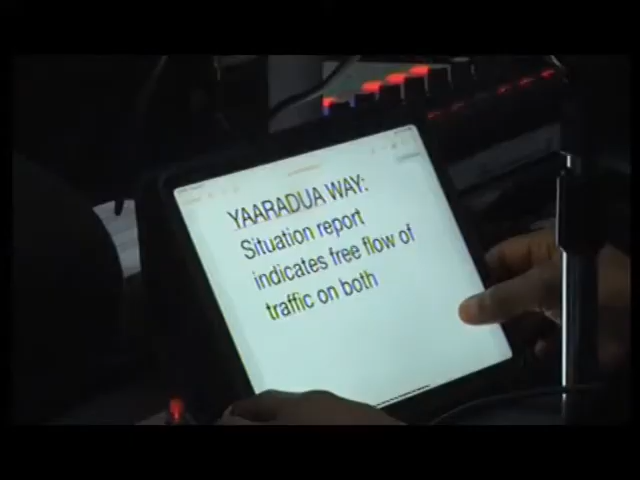 YAARADUA WAY:
Situation report
indicates free flow of
traffic on both